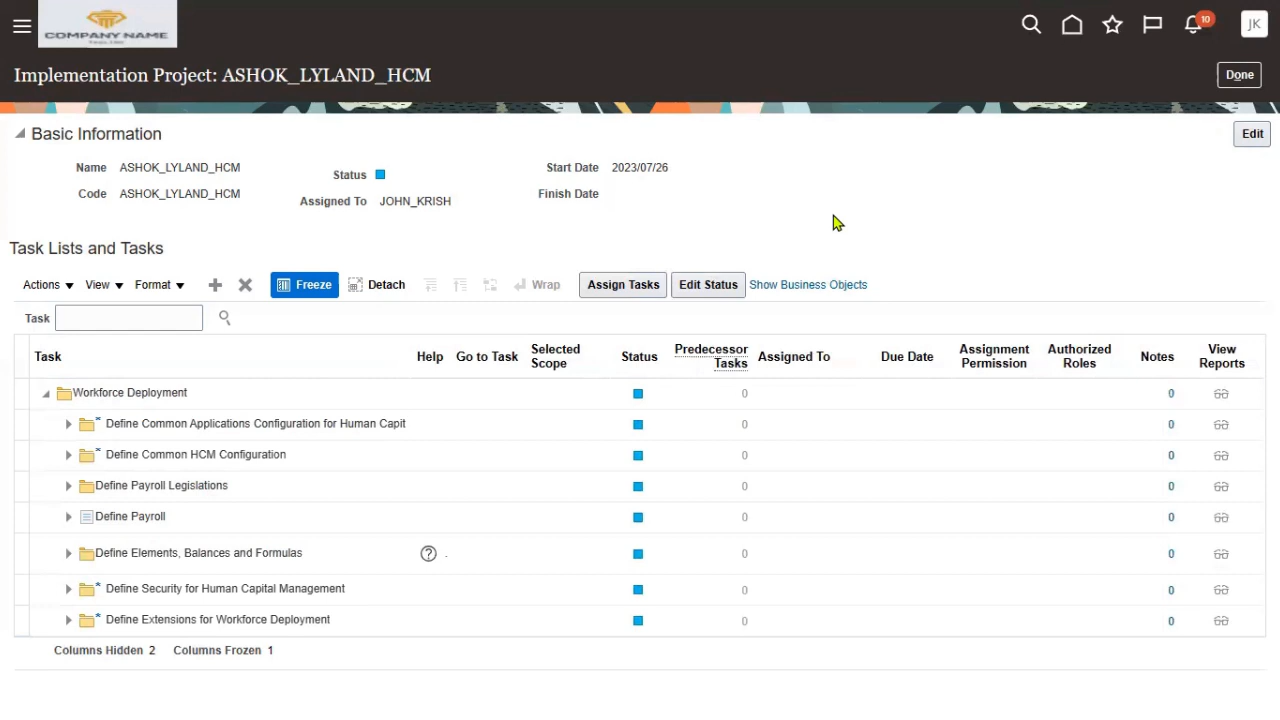 COMPANY NAME
10
JK
Implementation Project: ASHOK_LYLAND_HCM
Done
Basic Information
Edit
Name ASHOK_LYLAND_HCM
Status
Start Date 2023/07/26
Code ASHOK_LYLAND_HCM
Assigned To JOHN_KRISH
Finish Date
Task Lists and Tasks
Actions View Format Freeze Detach Wrap Assign Tasks Edit Status Show Business Objects
Task
Task Help Go to Task Selected Scope Status Predecessor Tasks Assigned To Due Date Assignment Permission Authorized Roles Notes View Reports
Workforce Deployment 0 0
* Define Common Applications Configuration for Human Capit 0 0
* Define Common HCM Configuration 0 0
Define Payroll Legislations 0 0
Define Payroll 0 0
Define Elements, Balances and Formulas ? . 0 0
* Define Security for Human Capital Management 0 0
* Define Extensions for Workforce Deployment 0 0
Columns Hidden 2 Columns Frozen 1